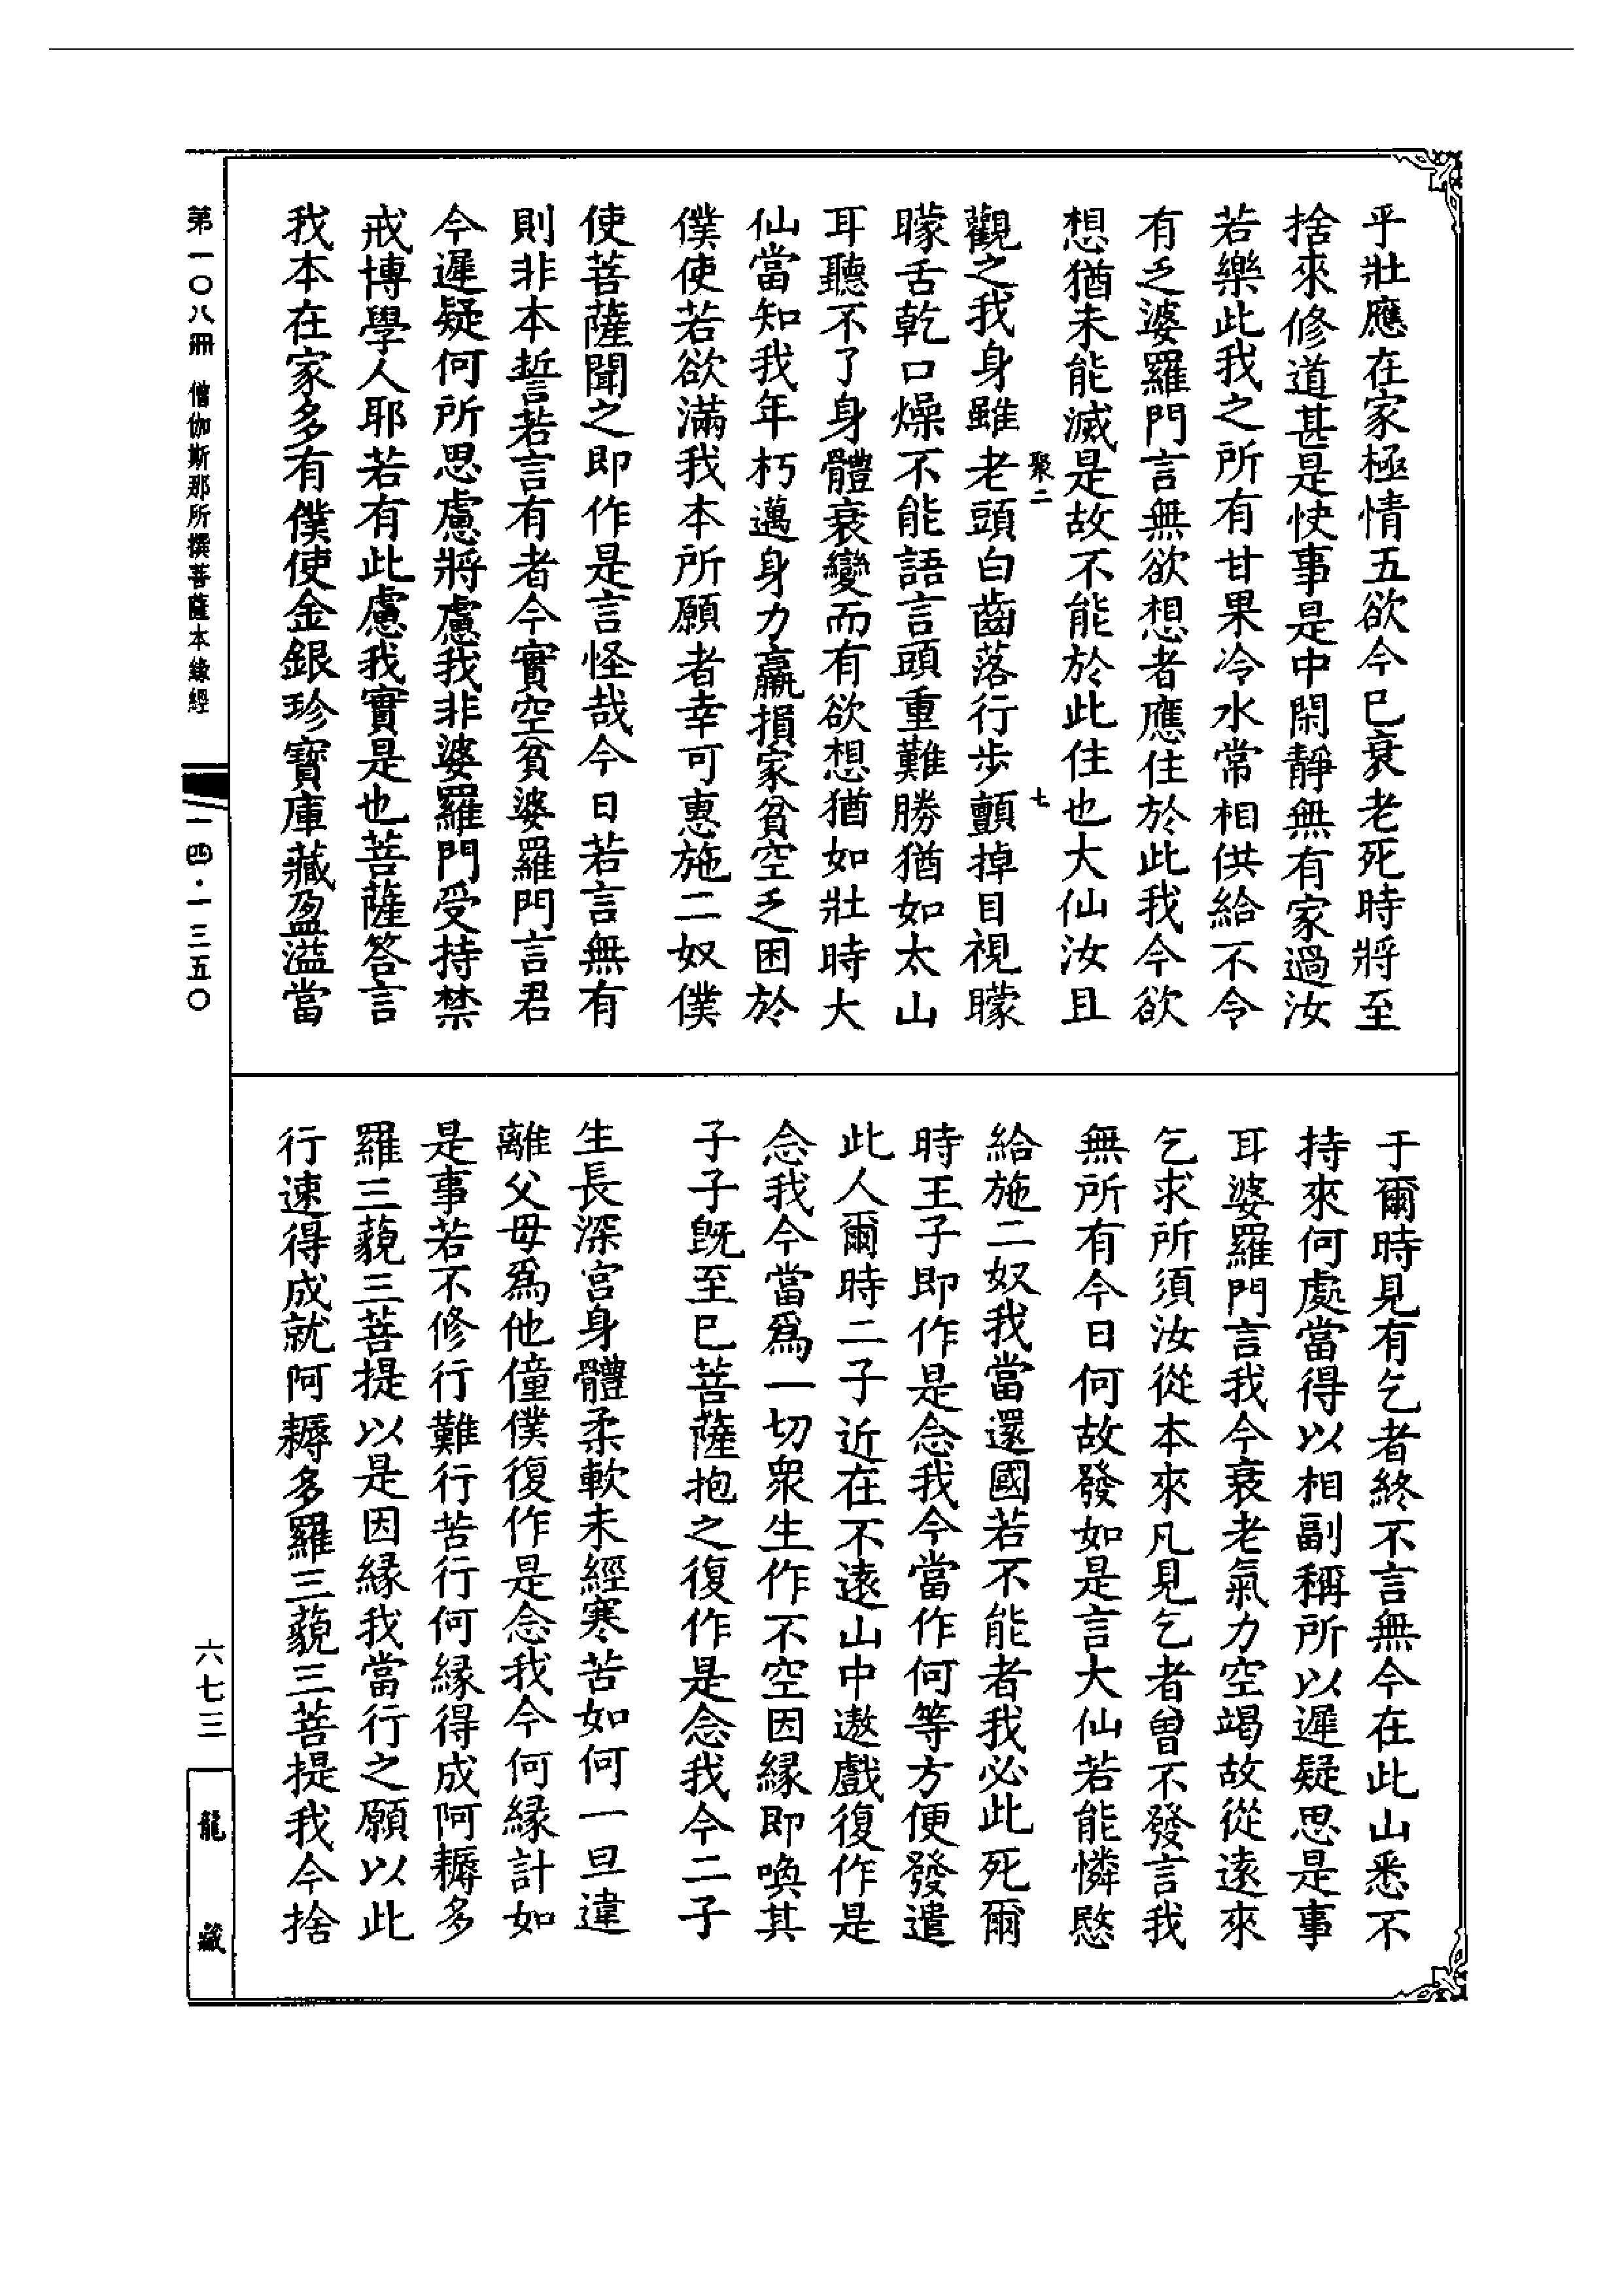 乎壯應在家極情五欲今已衰老死時將至
捨來修道甚是快事是中閑靜無有家過汝
若樂此我之所有甘果冷水常相供給不令
有乏婆羅門言無欲想者應住於此我今欲
想猶未能滅是故不能於此住也大仙汝且
聚二 七
觀之我身雖老頭白齒落行步顫掉目視矇
矇舌乾口燥不能語言頭重難勝猶如太山
耳聽不了身體衰變而有欲想猶如壯時大
仙當知我年朽邁身力羸損家貧空乏困於
僕使若欲滿我本所願者幸可惠施二奴僕
使菩薩聞之即作是言怪哉今日若言無有
則非本誓若言有者今實空貧婆羅門言君
今遲疑何所思慮將慮我非婆羅門受持禁
戒博學人耶若有此慮我實是也菩薩答言
我本在家多有僕使金銀珍寶庫藏盈溢當
于爾時見有乞者終不言無今在此山悉不
持來何處當得以相副稱所以遲疑思是事
耳婆羅門言我今衰老氣力空竭故從遠來
乞求所須汝從本來凡見乞者曾不發言我
無所有今日何故發如是言大仙若能憐愍
給施二奴我當還國若不能者我必此死爾
時王子即作是念我今當作何等方便發遣
此人爾時二子近在不遠山中遨戲復作是
念我今當為一切眾生作不空因緣即喚其
子子既至已菩薩抱之復作是念我今二子
生長深宮身體柔軟未經寒苦如何一旦違
離父母為他僮僕復作是念我今何緣計如
是事若不修行難行苦行何緣得成阿耨多
羅三藐三菩提以是因緣我當行之願以此
行速得成就阿耨多羅三藐三菩提我今捨
第一〇八冊 僧伽斯那所撰菩薩本緣經
一四·一三五〇
六七三
龍藏